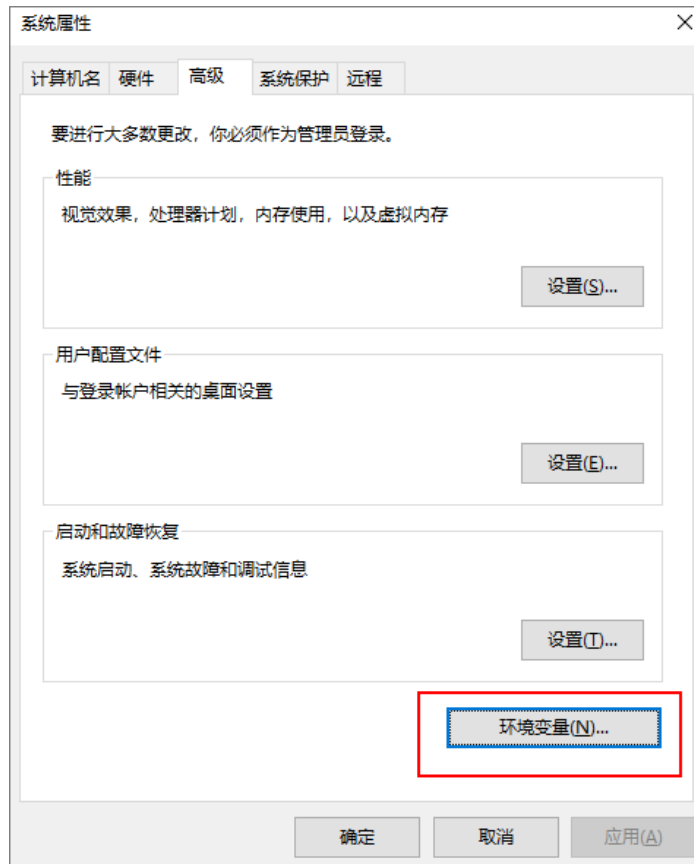 系统属性
计算机名 硬件 高级 系统保护 远程
要进行大多数更改，你必须作为管理员登录。
性能
视觉效果，处理器计划，内存使用，以及虚拟内存
设置(S)...
用户配置文件
与登录帐户相关的桌面设置
设置(E)...
启动和故障恢复
系统启动、系统故障和调试信息
设置(T)...
环境变量(N)...
确定 取消 应用(A)